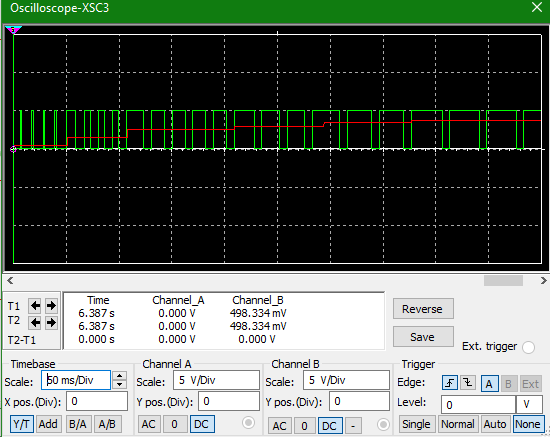 Oscilloscope-XSC3
T1
T2
T2-T1
Time Channel_A Channel_B
6.387 s 0.000 V 498.334 mV
6.387 s 0.000 V 498.334 mV
0.000 s 0.000 V 0.000 V
Reverse
Save
Ext. trigger
Timebase
Scale: 50 ms/Div
X pos.(Div): 0
Y/T Add B/A A/B
Channel A
Scale: 5 V/Div
Y pos.(Div): 0
AC 0 DC
Channel B
Scale: 5 V/Div
Y pos.(Div): 0
AC 0 DC -
Trigger
Edge: A B Ext
Level: 0 V
Single Normal Auto None